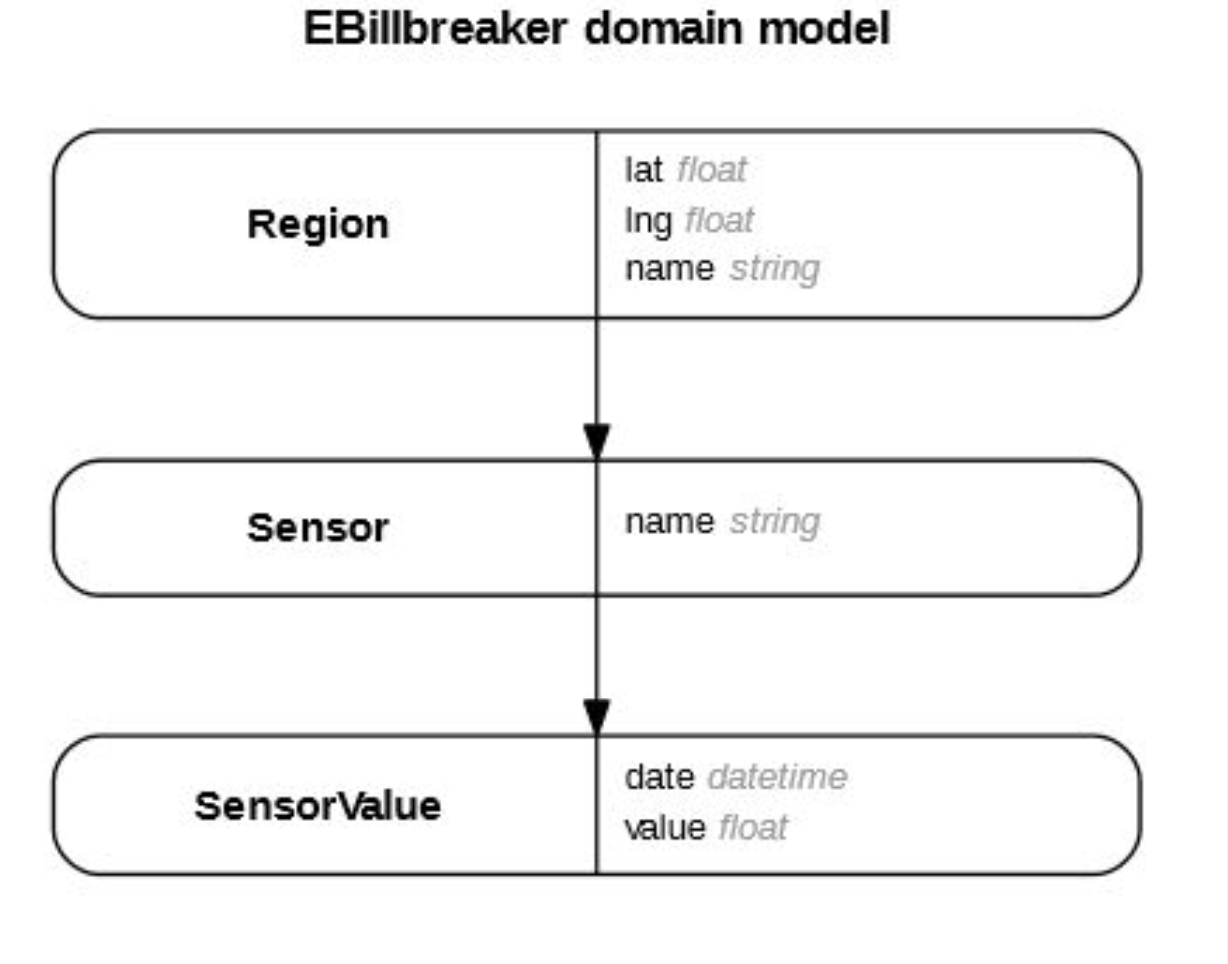 EBillbreaker domain model
Region
lat float
lng float
name string
Sensor
name string
SensorValue
date datetime
value float